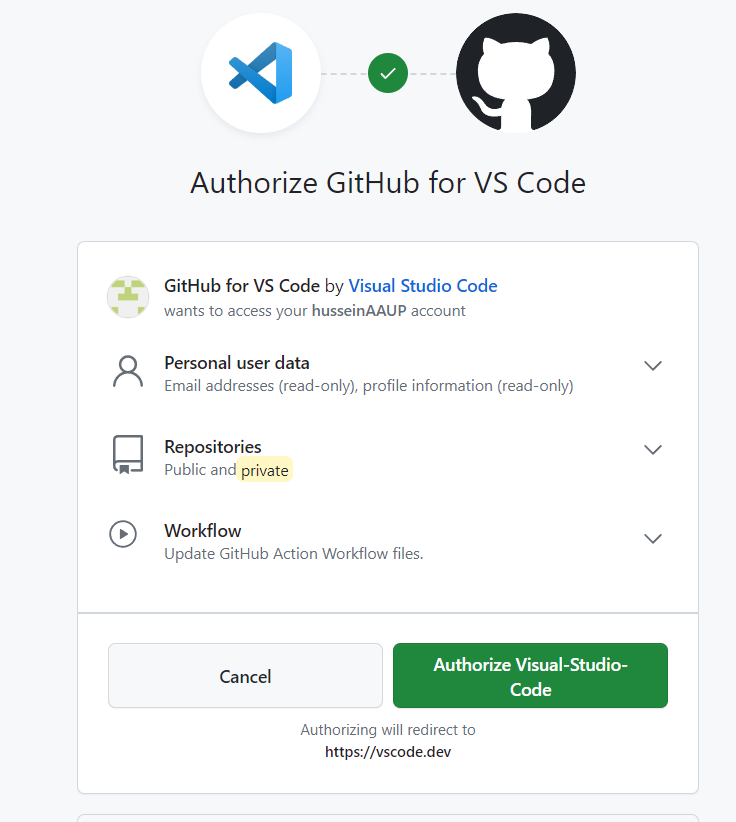 Authorize GitHub for VS Code
GitHub for VS Code by Visual Studio Code
wants to access your husseinAAUP account
Personal user data
Email addresses (read-only), profile information (read-only)
Repositories
Public and private
Workflow
Update GitHub Action Workflow files.
Cancel
Authorize Visual-Studio-
Code
Authorizing will redirect to
https://vscode.dev